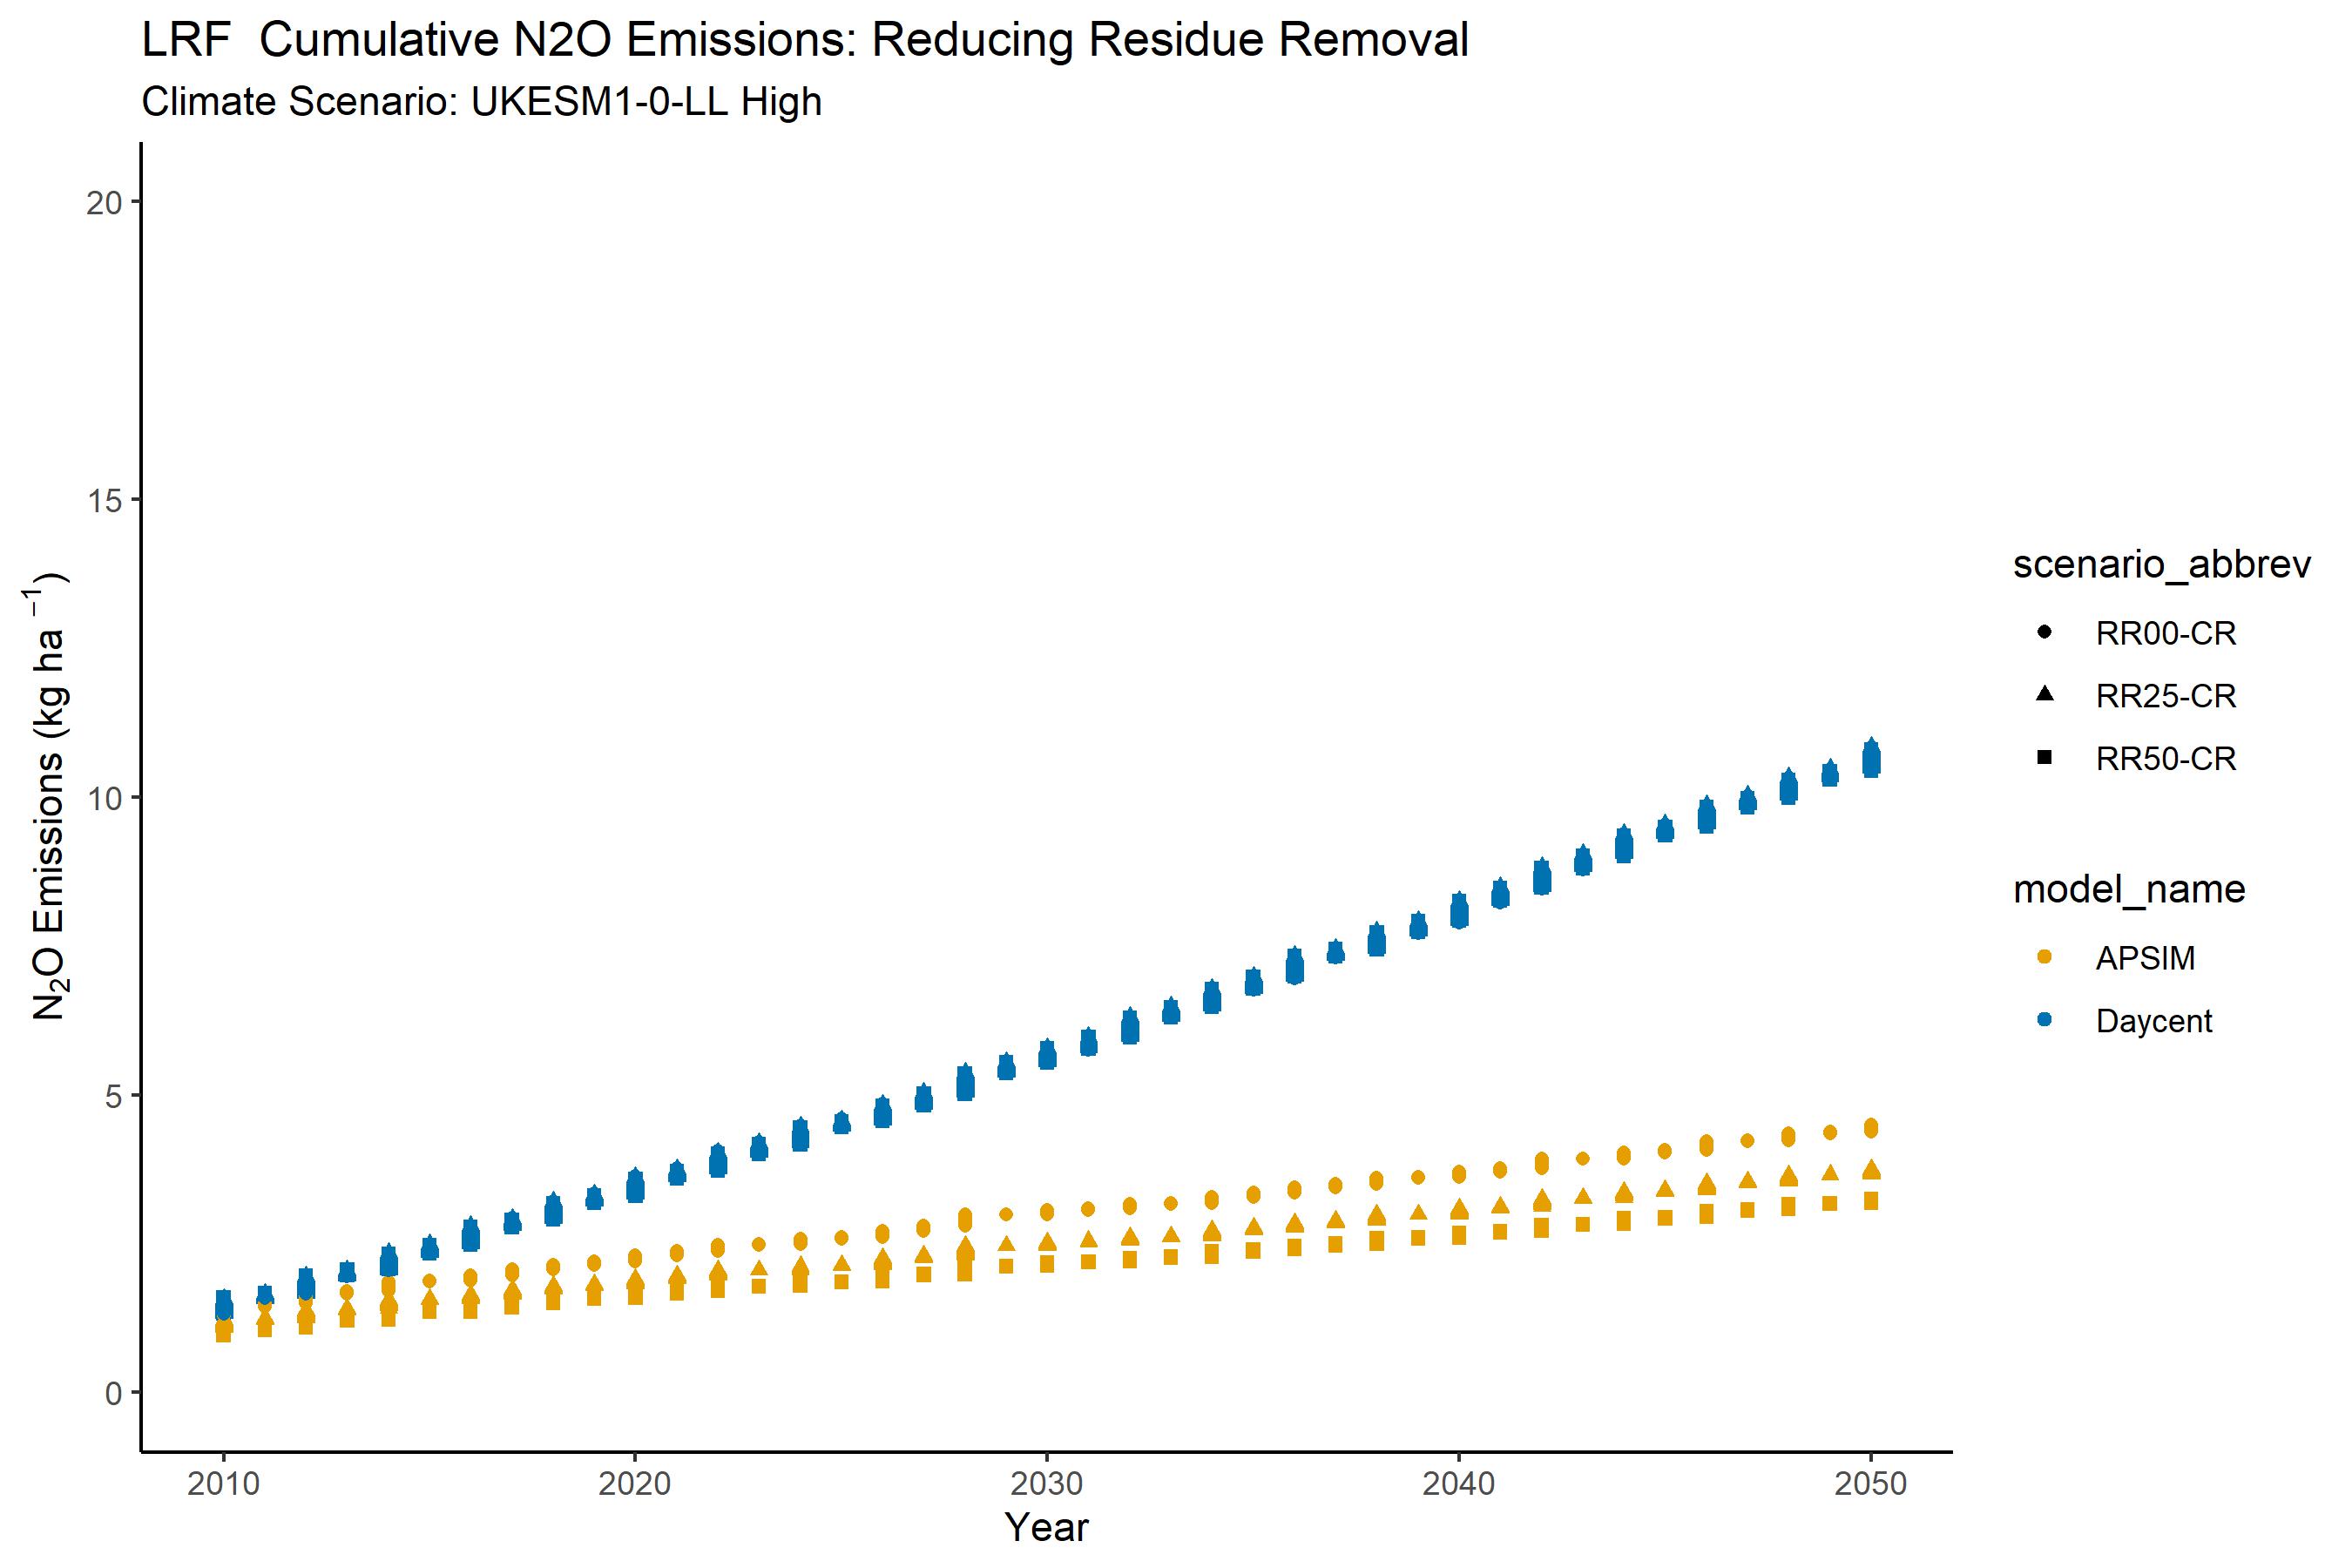 LRF  Cumulative N2O Emissions: Reducing Residue Removal
Climate Scenario: UKESM1-0-LL High
20
15
10
5
0
N₂O Emissions (kg ha ⁻¹)
2010 2020 2030 2040 2050
Year
scenario_abbrev
RR00-CR
RR25-CR
RR50-CR
model_name
APSIM
Daycent